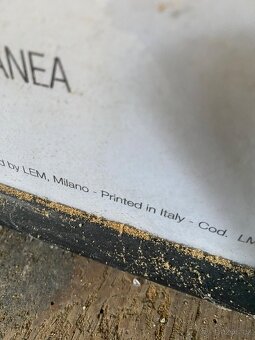 ANEA
d by LEM, Milano - Printed in Italy - Cod. LM